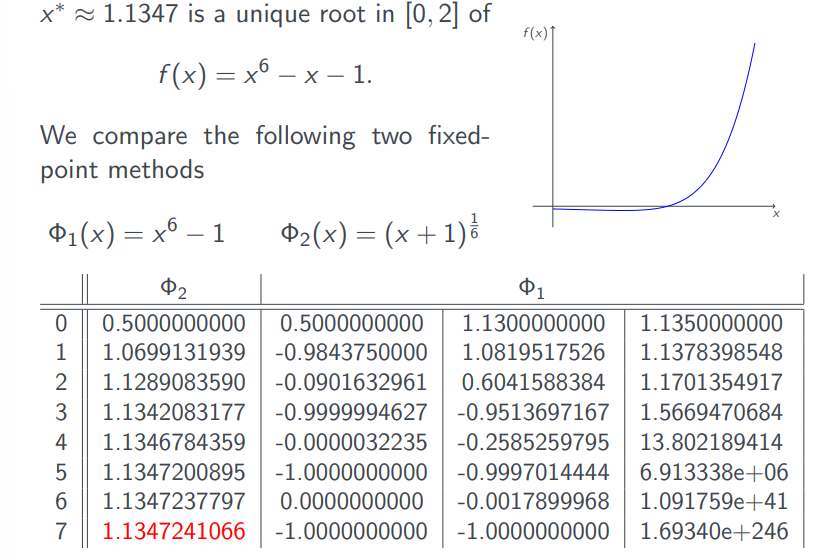 x* ≈ 1.1347 is a unique root in [0, 2] of
f(x) = x⁶ − x − 1.
We compare the following two fixed-
point methods
Φ₁(x) = x⁶ − 1 Φ₂(x) = (x + 1)^(1/6)
f(x)
x
Φ₂ Φ₁
0 0.5000000000 0.5000000000 1.1300000000 1.1350000000
1 1.0699131939 -0.9843750000 1.0819517526 1.1378398548
2 1.1289083590 -0.0901632961 0.6041588384 1.1701354917
3 1.1342083177 -0.9999994627 -0.9513697167 1.5669470684
4 1.1346784359 -0.0000032235 -0.2585259795 13.802189414
5 1.1347200895 -1.0000000000 -0.9997014444 6.913338e+06
6 1.1347237797 0.0000000000 -0.0017899968 1.091759e+41
7 1.1347241066 -1.0000000000 -1.0000000000 1.69340e+246